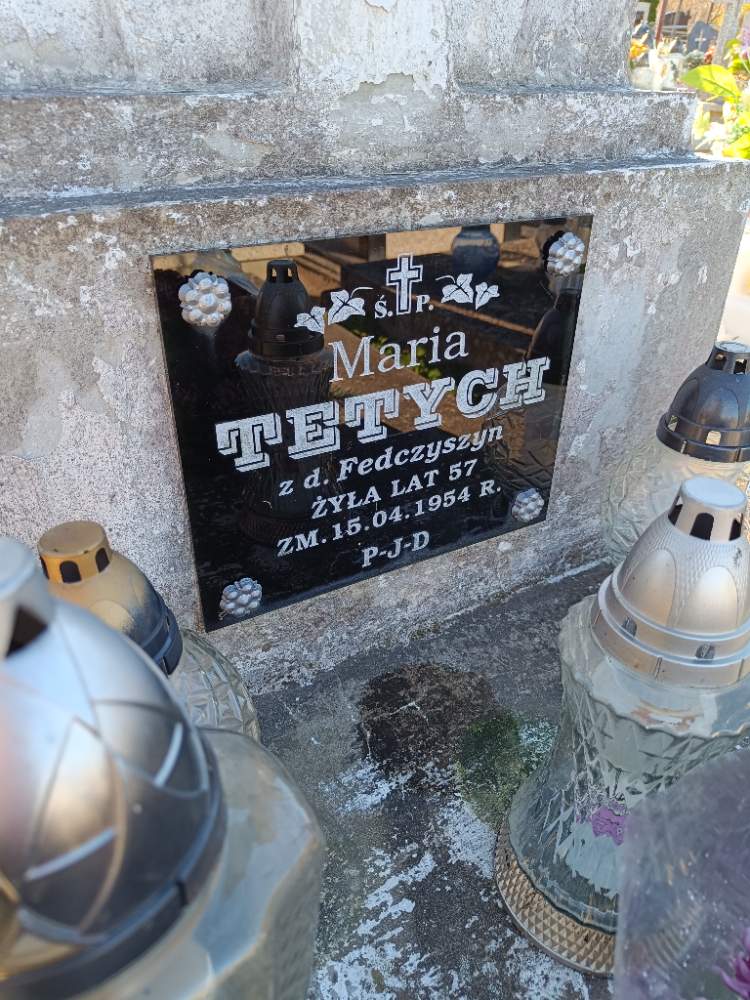 Ś. P.
Maria
TETYCH
z d. Fedczyszyn
ŻYŁA LAT 57
ZM.15.04.1954 R.
P-J-D